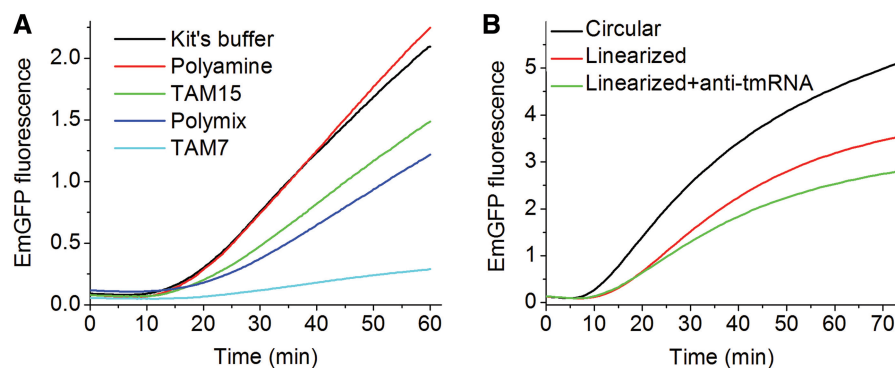 A
Kit's buffer
Polyamine
TAM15
Polymix
TAM7
EmGFP fluorescence
2.0
1.5
1.0
0.5
0.0
0 10 20 30 40 50 60
Time (min)
B
Circular
Linearized
Linearized+anti-tmRNA
EmGFP fluorescence
5
4
3
2
1
0
0 10 20 30 40 50 60 70
Time (min)